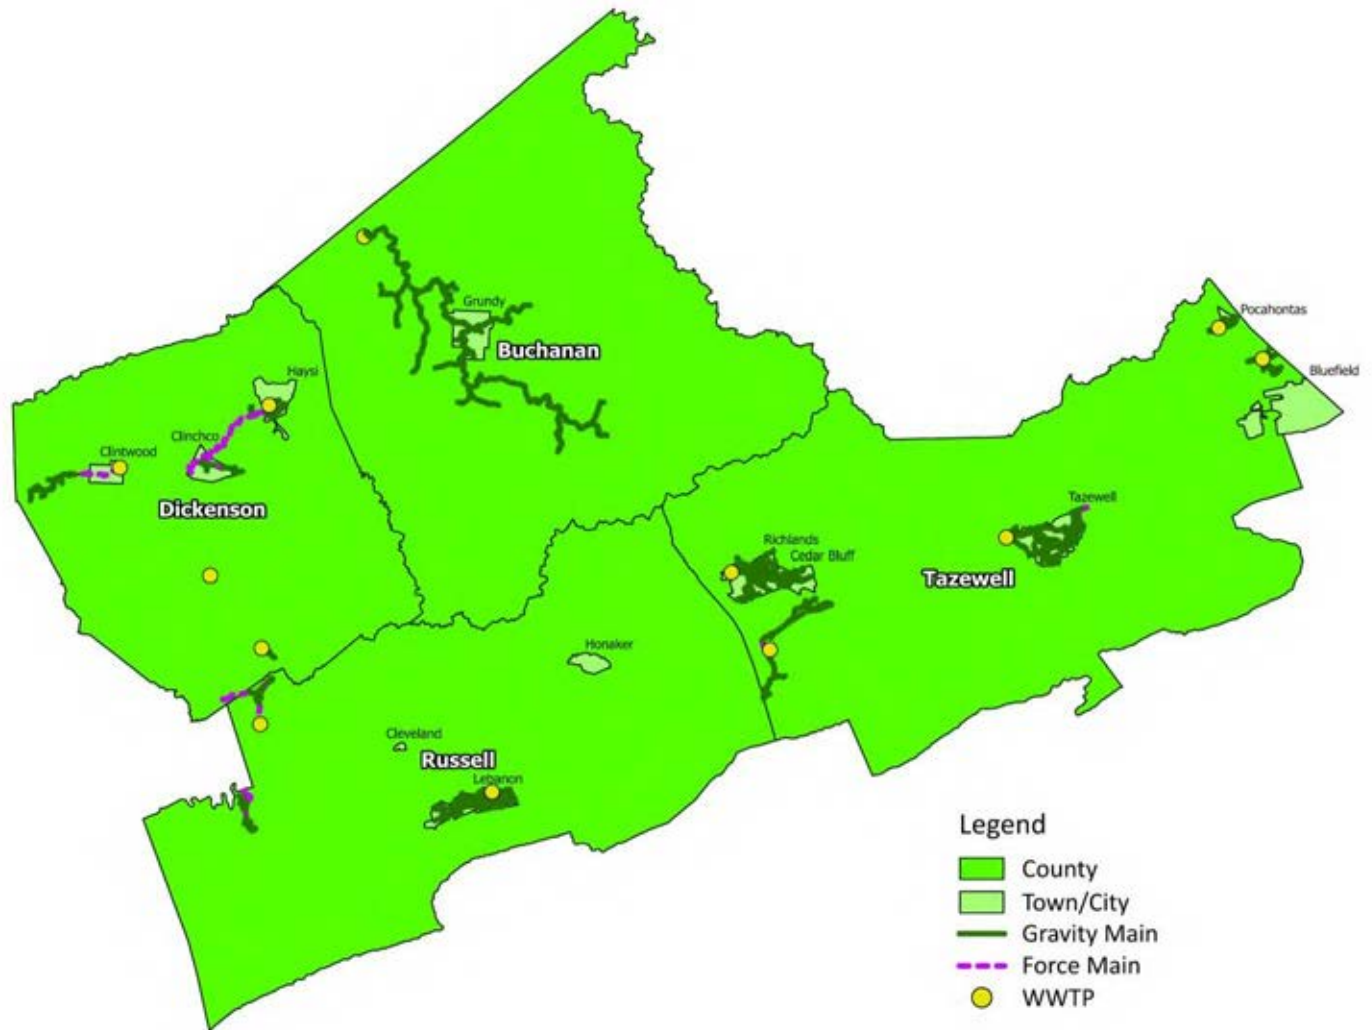 Pocahontas
Grundy
Buchanan
Haysi
Bluefield
Clinchco
Clintwood
Dickenson
Tazewell
Richlands
Cedar Bluff
Tazewell
Honaker
Cleveland
Russell
Lebanon
Legend
County
Town/City
Gravity Main
Force Main
WWTP